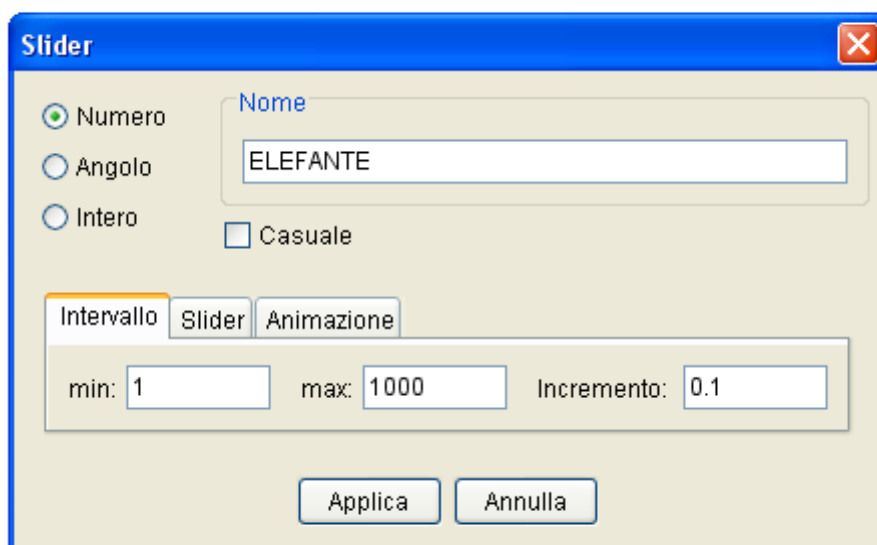 Slider
Numero
Nome
Angolo
ELEFANTE
Intero
Casuale
Intervallo Slider Animazione
min: 1 max: 1000 Incremento: 0.1
Applica Annulla